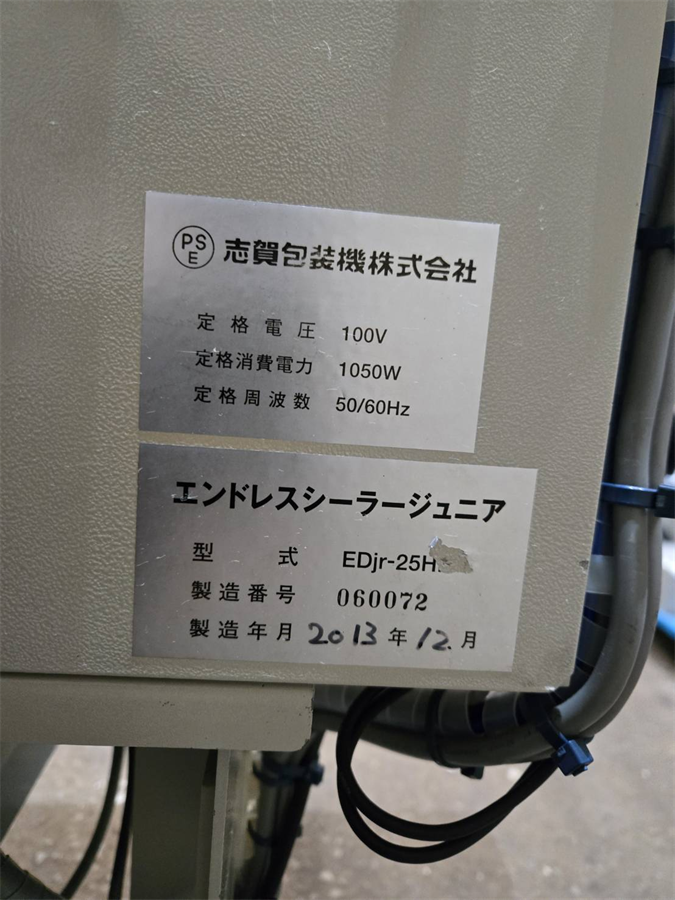 PSE 志賀包装機株式会社
定格電圧 100V
定格消費電力 1050W
定格周波数 50/60Hz
エンドレスシーラージュニア
型 式 EDjr-25H
製造番号 060072
製造年月 2013年12月